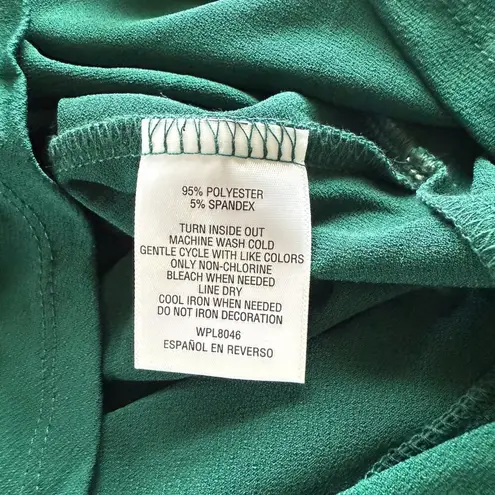 95% POLYESTER
5% SPANDEX
TURN INSIDE OUT
MACHINE WASH COLD
GENTLE CYCLE WITH LIKE COLORS
ONLY NON-CHLORINE
BLEACH WHEN NEEDED
LINE DRY
COOL IRON WHEN NEEDED
DO NOT IRON DECORATION
WPL8046
ESPAÑOL EN REVERSO